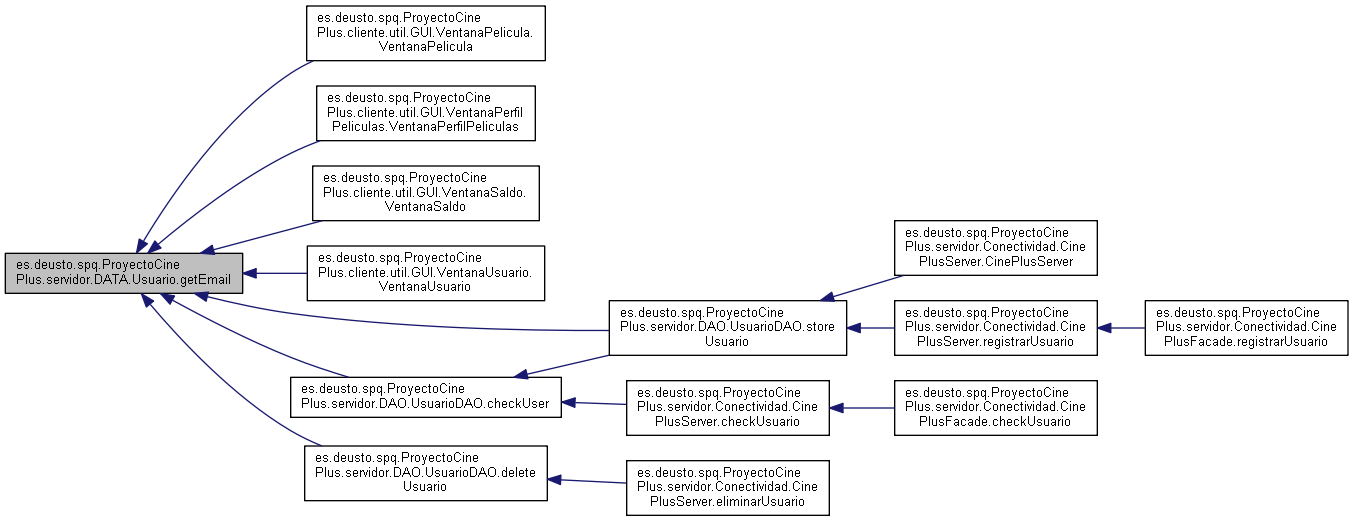 es.deusto.spq.ProyectoCine
Plus.cliente.util.GUI.VentanaPelicula.
VentanaPelicula
es.deusto.spq.ProyectoCine
Plus.cliente.util.GUI.VentanaPerfil
Peliculas.VentanaPerfilPeliculas
es.deusto.spq.ProyectoCine
Plus.cliente.util.GUI.VentanaSaldo.
VentanaSaldo
es.deusto.spq.ProyectoCine
Plus.servidor.DATA.Usuario.getEmail
es.deusto.spq.ProyectoCine
Plus.cliente.util.GUI.VentanaUsuario.
VentanaUsuario
es.deusto.spq.ProyectoCine
Plus.servidor.Conectividad.Cine
PlusServer.CinePlusServer
es.deusto.spq.ProyectoCine
Plus.servidor.DAO.UsuarioDAO.store
Usuario
es.deusto.spq.ProyectoCine
Plus.servidor.Conectividad.Cine
PlusServer.registrarUsuario
es.deusto.spq.ProyectoCine
Plus.servidor.Conectividad.Cine
PlusFacade.registrarUsuario
es.deusto.spq.ProyectoCine
Plus.servidor.DAO.UsuarioDAO.checkUser
es.deusto.spq.ProyectoCine
Plus.servidor.Conectividad.Cine
PlusServer.checkUsuario
es.deusto.spq.ProyectoCine
Plus.servidor.Conectividad.Cine
PlusFacade.checkUsuario
es.deusto.spq.ProyectoCine
Plus.servidor.DAO.UsuarioDAO.delete
Usuario
es.deusto.spq.ProyectoCine
Plus.servidor.Conectividad.Cine
PlusServer.eliminarUsuario